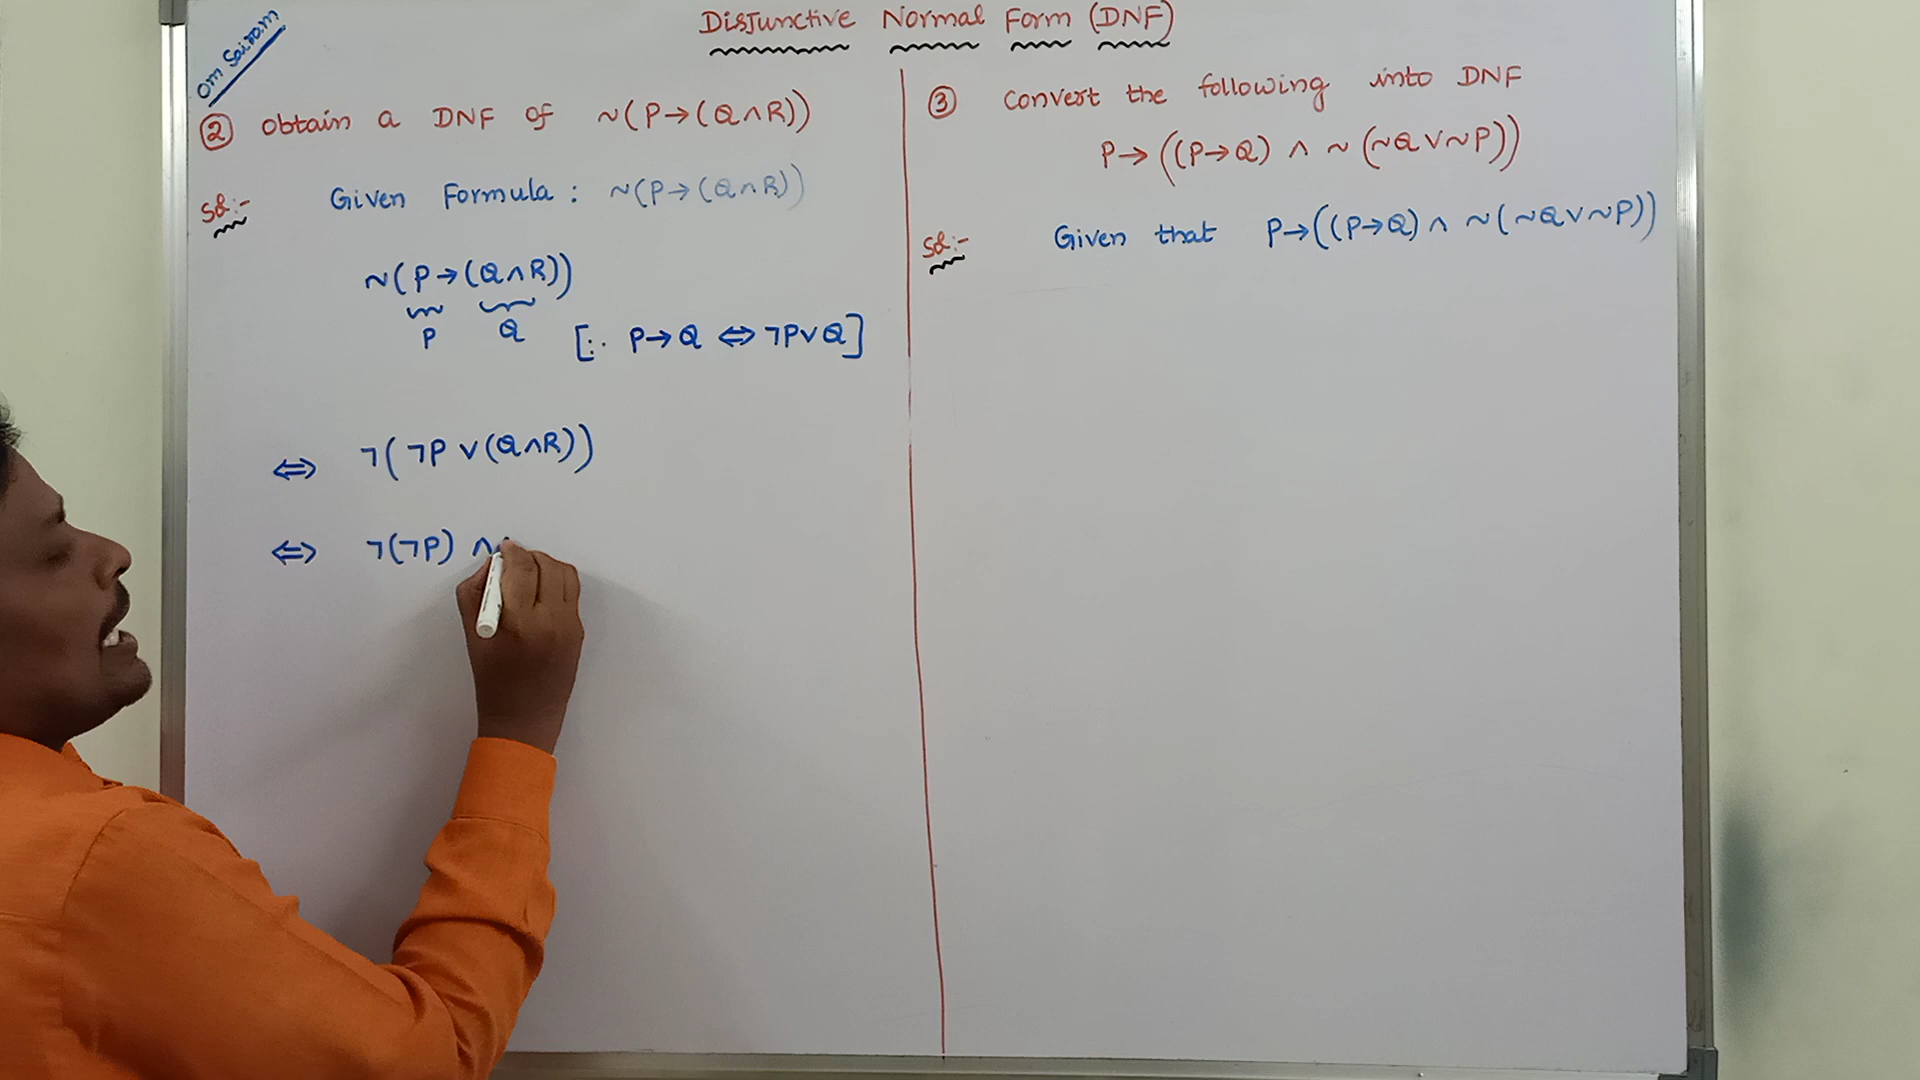 Disjunctive Normal Form (DNF)
Om Sairam
② Obtain a DNF of ~(P→(Q∧R))
Sol:- Given Formula : ~(P→(Q∧R))
~(P→(Q∧R))
P Q [∵ P→Q ⇔ ¬P∨Q]
⇔ ¬(¬P ∨(Q∧R))
⇔ ¬(¬P) ∧
③ Convert the following into DNF
P→((P→Q) ∧ ~(~Q∨~P))
Sol:- Given that P→((P→Q)∧ ~(~Q∨~P))